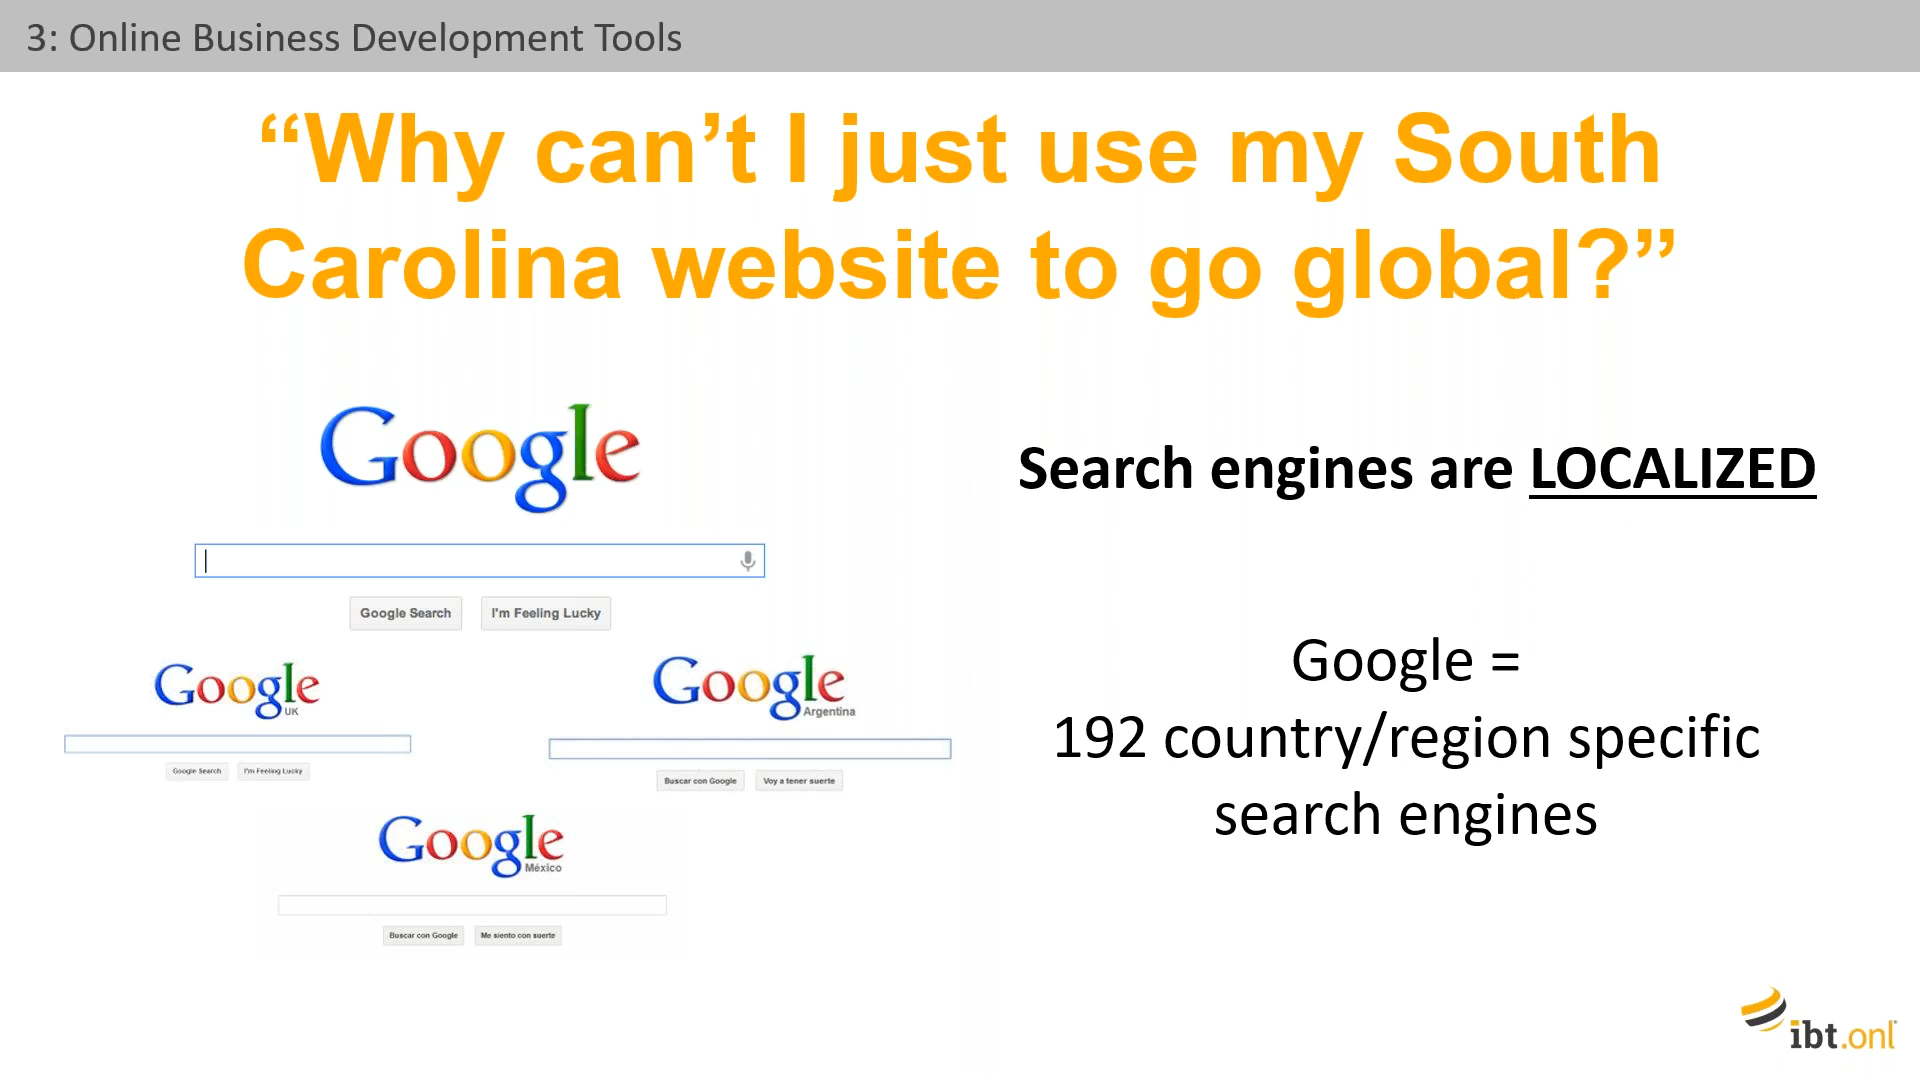 3: Online Business Development Tools
“Why can’t I just use my South
Carolina website to go global?”
Google
Google Search I'm Feeling Lucky
Google
UK
Google Search I'm Feeling Lucky
Google
Argentina
Buscar con Google Voy a tener suerte
Google
México
Buscar con Google Me siento con suerte
Search engines are LOCALIZED
Google =
192 country/region specific
search engines
ibt.onl